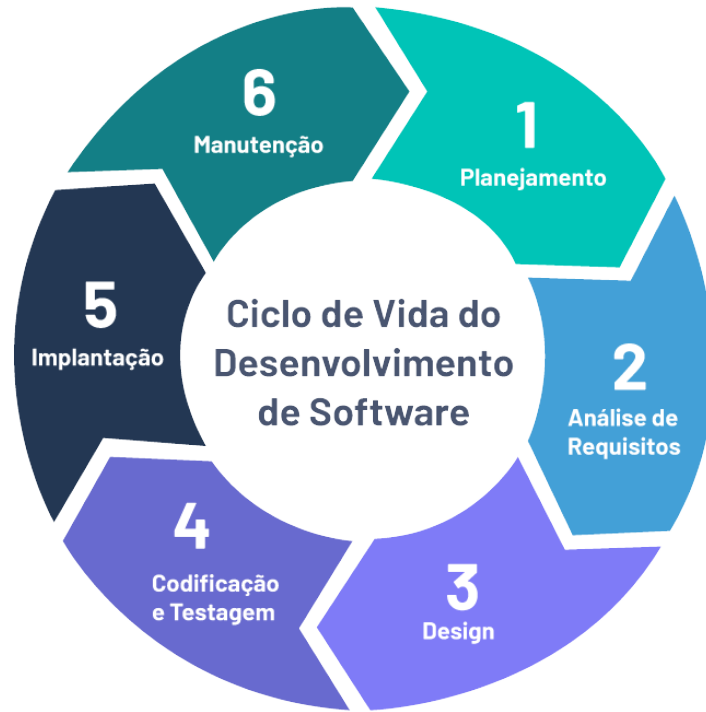 Ciclo de Vida do
Desenvolvimento
de Software
1
Planejamento
2
Análise de
Requisitos
3
Design
4
Codificação
e Testagem
5
Implantação
6
Manutenção